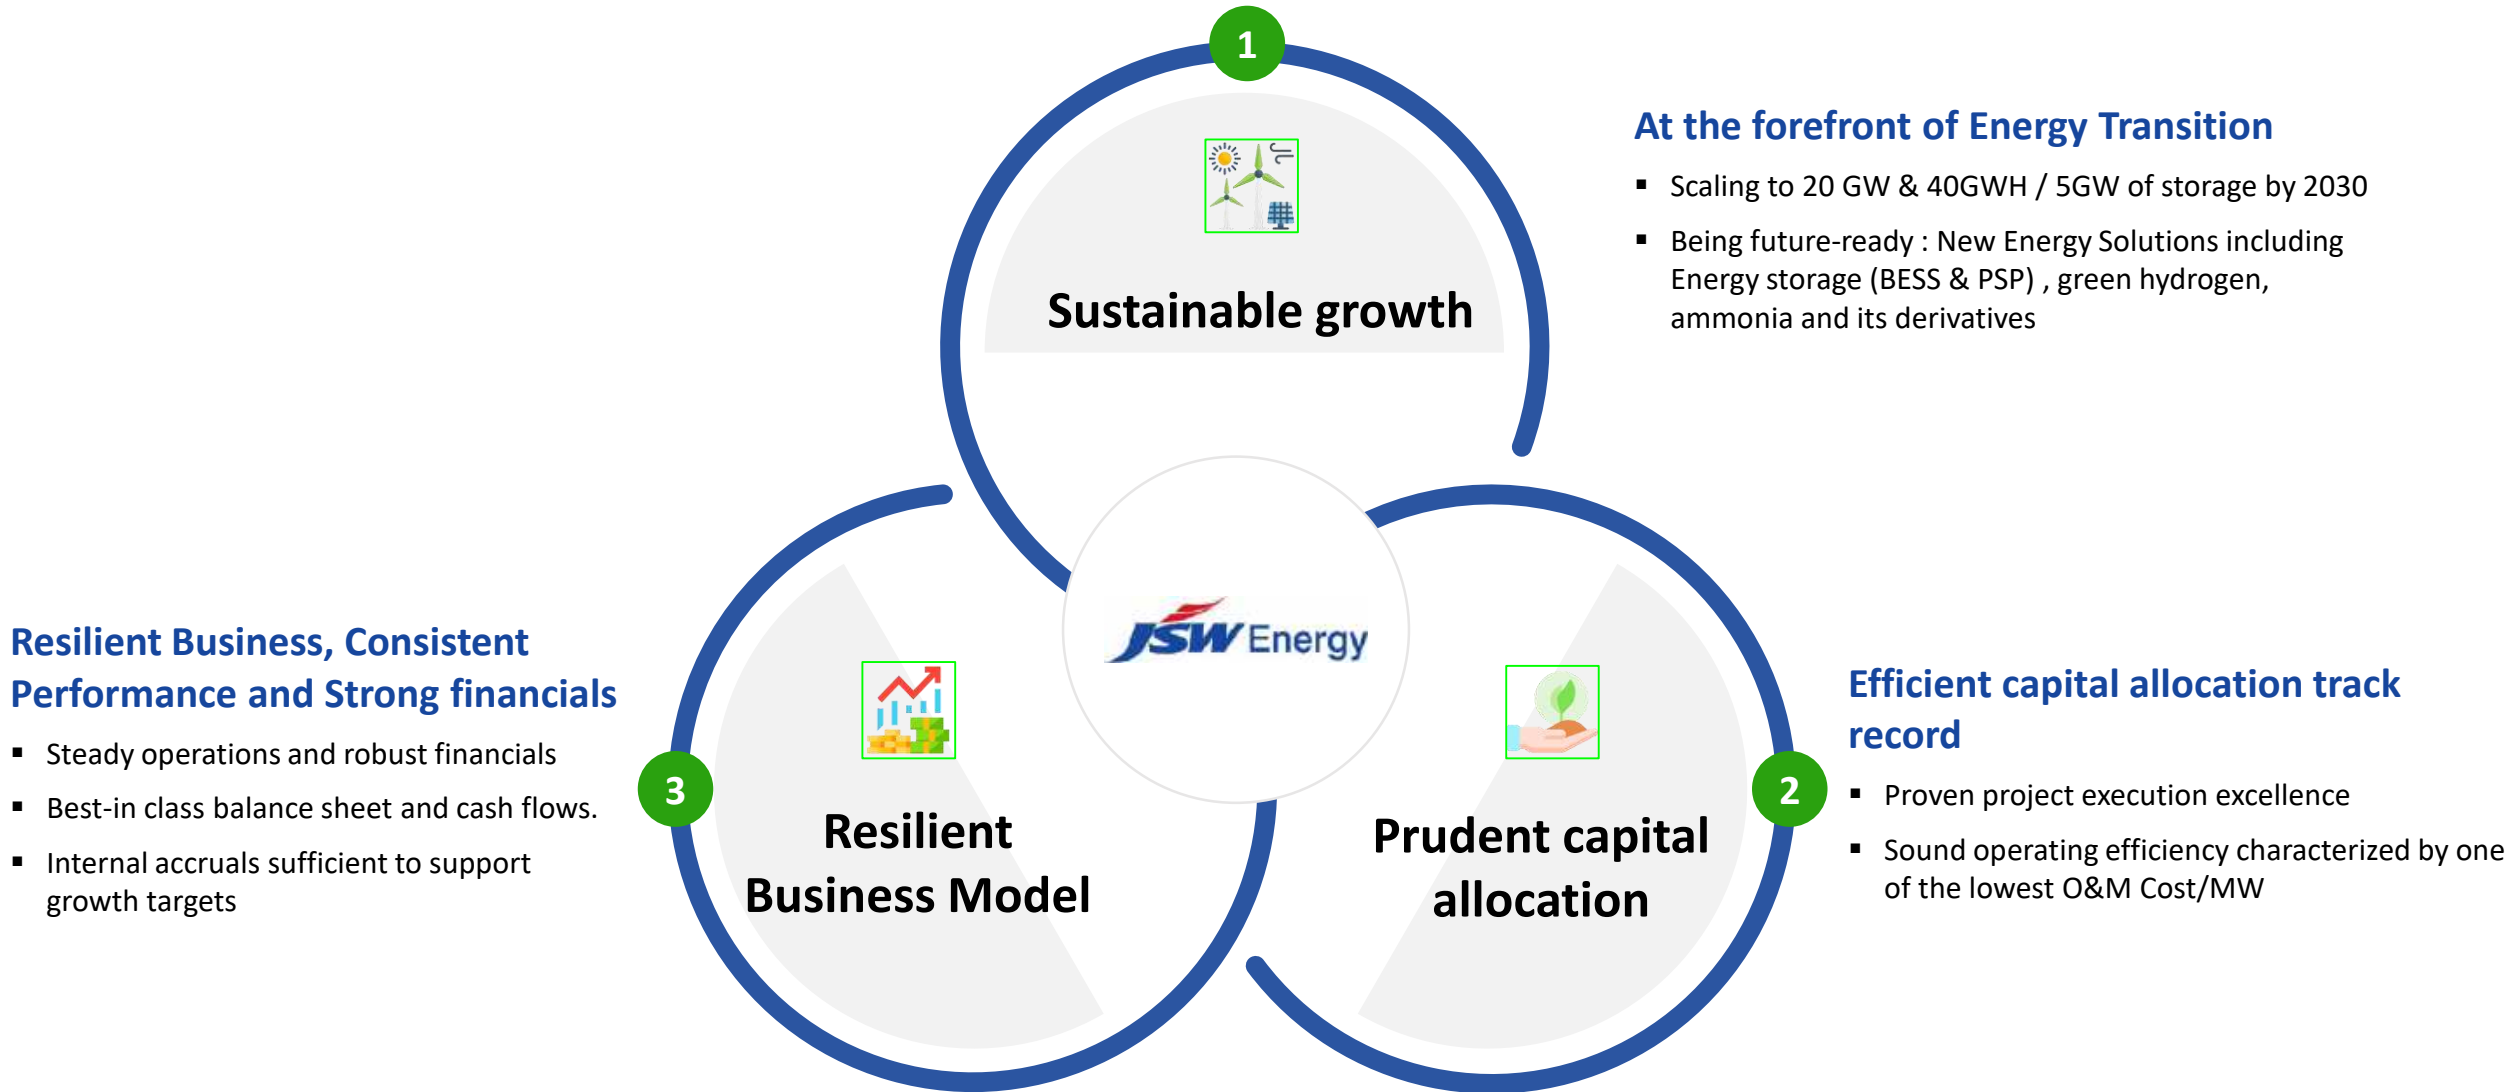 1
Sustainable growth
At the forefront of Energy Transition
▪ Scaling to 20 GW & 40GWH / 5GW of storage by 2030
▪ Being future-ready : New Energy Solutions including
Energy storage (BESS & PSP) , green hydrogen,
ammonia and its derivatives
JSW Energy
2
Prudent capital
allocation
Efficient capital allocation track
record
▪ Proven project execution excellence
▪ Sound operating efficiency characterized by one
of the lowest O&M Cost/MW
3
Resilient
Business Model
Resilient Business, Consistent
Performance and Strong financials
▪ Steady operations and robust financials
▪ Best-in class balance sheet and cash flows.
▪ Internal accruals sufficient to support
growth targets